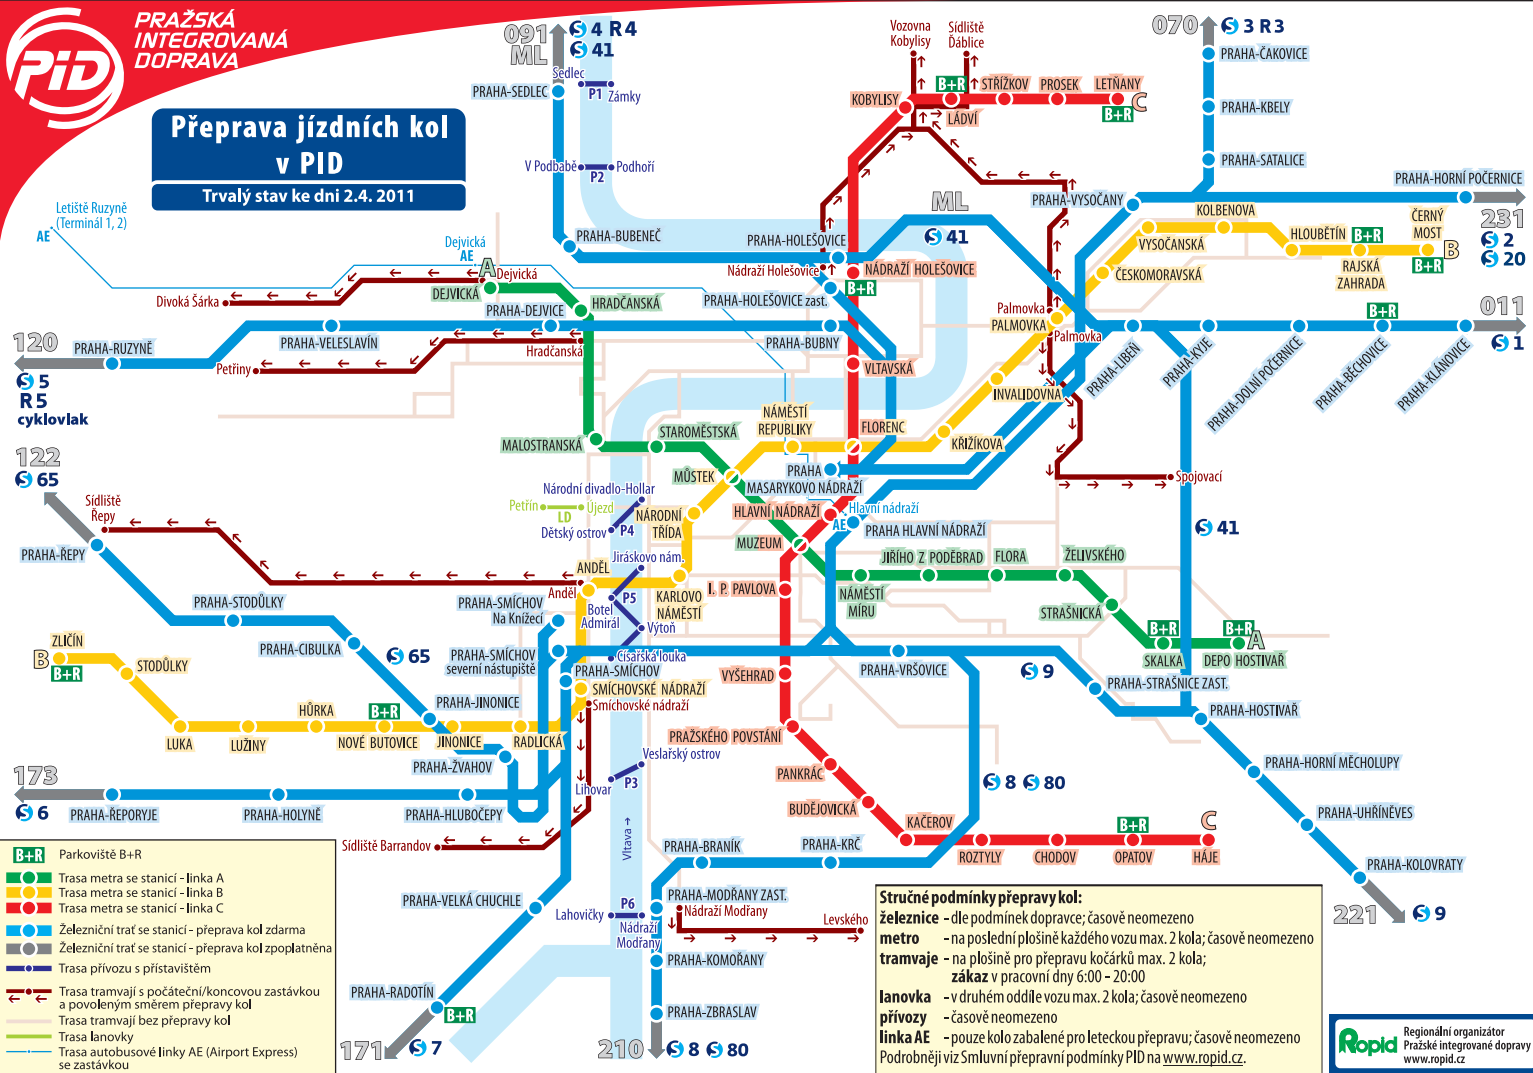 PRAŽSKÁ
INTEGROVANÁ
DOPRAVA
PID
Přeprava jízdních kol
v PID
Trvalý stav ke dni 2.4. 2011
091
ML
S 4 R4
S 41
Sedlec
P1
Zámky
PRAHA-SEDLEC
V Podbabě
P2
Podhoří
PRAHA-BUBENEČ
Vozovna
Kobylisy
Sídliště
Ďáblice
KOBYLISY
B+R
LÁDVÍ
STŘÍŽKOV
PROSEK
LETŇANY
B+R
C
070
S 3 R3
PRAHA-ČAKOVICE
PRAHA-KBELY
PRAHA-SATALICE
PRAHA-HORNÍ POČERNICE
231
S 2
S 20
PRAHA-VYSOČANY
KOLBENOVA
VYSOČANSKÁ
HLOUBĚTÍN
B+R
RAJSKÁ
ZAHRADA
ČERNÝ
MOST
B+R
B
ČESKOMORAVSKÁ
ML
S 41
Letiště Ruzyně
(Terminál 1, 2)
AE
Dejvická
AE
A
Dejvická
DEJVICKÁ
Divoká Šárka
HRADČANSKÁ
PRAHA-DEJVICE
Hradčanská
PRAHA-HOLEŠOVICE
Nádraží Holešovice
NÁDRAŽÍ HOLEŠOVICE
B+R
PRAHA-HOLEŠOVICE zast.
PRAHA-BUBNY
VLTAVSKÁ
Palmovka
PALMOVKA
Palmovka
INVALIDOVNA
KŘIŽÍKOVA
PRAHA-LIBEŇ
PRAHA-KYJE
PRAHA-DOLNÍ POČERNICE
B+R
PRAHA-BĚCHOVICE
PRAHA-KLÁNOVICE
011
S 1
120
PRAHA-RUZYNĚ
S 5
R5
cyklovlak
PRAHA-VELESLAVÍN
Petřiny
122
S 65
Sídliště
Řepy
PRAHA-ŘEPY
MALOSTRANSKÁ
STAROMĚSTSKÁ
MŮSTEK
NÁMĚSTÍ
REPUBLIKY
FLORENC
PRAHA
MASARYKOVO NÁDRAŽÍ
HLAVNÍ NÁDRAŽÍ
AE
Hlavní nádraží
PRAHA HLAVNÍ NÁDRAŽÍ
Spojovací
S 41
Národní divadlo-Hollar
Petřín
LD
Újezd
Dětský ostrov
P4
NÁRODNÍ
TŘÍDA
MUZEUM
JIŘÍHO Z PODĚBRAD
FLORA
ŽELIVSKÉHO
Jiráskovo nám.
ANDĚL
Anděl
P5
Botel
Admirál
Výtoň
Císařská louka
KARLOVO
NÁMĚSTÍ
I. P. PAVLOVA
NÁMĚSTÍ
MÍRU
STRAŠNICKÁ
B+R
SKALKA
B+R
A
DEPO HOSTIVAŘ
PRAHA-STODŮLKY
PRAHA-CIBULKA
S 65
PRAHA-SMÍCHOV
Na Knížecí
PRAHA-SMÍCHOV
severní nástupiště
PRAHA-SMÍCHOV
SMÍCHOVSKÉ NÁDRAŽÍ
Smíchovské nádraží
ZLIČÍN
B
B+R
STODŮLKY
LUKA
LUŽINY
HŮRKA
B+R
NOVÉ BUTOVICE
PRAHA-JINONICE
JINONICE
RADLICKÁ
PRAHA-ŽVAHOV
VYŠEHRAD
PRAŽSKÉHO POVSTÁNÍ
PANKRÁC
BUDĚJOVICKÁ
KAČEROV
ROZTYLY
CHODOV
B+R
OPATOV
C
HÁJE
PRAHA-VRŠOVICE
S 9
PRAHA-STRAŠNICE ZAST.
PRAHA-HOSTIVAŘ
PRAHA-HORNÍ MĚCHOLUPY
PRAHA-UHŘÍNĚVES
PRAHA-KOLOVRATY
221
S 9
S 8 S 80
173
S 6
PRAHA-ŘEPORYJE
PRAHA-HOLYNĚ
PRAHA-HLUBOČEPY
Veslařský ostrov
P3
Lihovar
Vltava →
Sídliště Barrandov
PRAHA-BRANÍK
PRAHA-KRČ
PRAHA-VELKÁ CHUCHLE
PRAHA-MODŘANY ZAST.
Nádraží Modřany
Levského
Lahovičky
P6
Nádraží
Modřany
PRAHA-KOMOŘANY
PRAHA-ZBRASLAV
PRAHA-RADOTÍN
B+R
171
S 7
210
S 8 S 80
B+R Parkoviště B+R
Trasa metra se stanicí - linka A
Trasa metra se stanicí - linka B
Trasa metra se stanicí - linka C
Železniční trať se stanicí - přeprava kol zdarma
Železniční trať se stanicí - přeprava kol zpoplatněna
Trasa přívozu s přístavištěm
Trasa tramvají s počáteční/koncovou zastávkou
a povoleným směrem přepravy kol
Trasa tramvají bez přepravy kol
Trasa lanovky
Trasa autobusové linky AE (Airport Express)
se zastávkou
Stručné podmínky přepravy kol:
železnice - dle podmínek dopravce; časově neomezeno
metro - na poslední plošině každého vozu max. 2 kola; časově neomezeno
tramvaje - na plošině pro přepravu kočárků max. 2 kola;
zákaz v pracovní dny 6:00 - 20:00
lanovka - v druhém oddíle vozu max. 2 kola; časově neomezeno
přívozy - časově neomezeno
linka AE - pouze kolo zabalené pro leteckou přepravu; časově neomezeno
Podrobněji viz Smluvní přepravní podmínky PID na www.ropid.cz.
Ropid
Regionální organizátor
Pražské integrované dopravy
www.ropid.cz